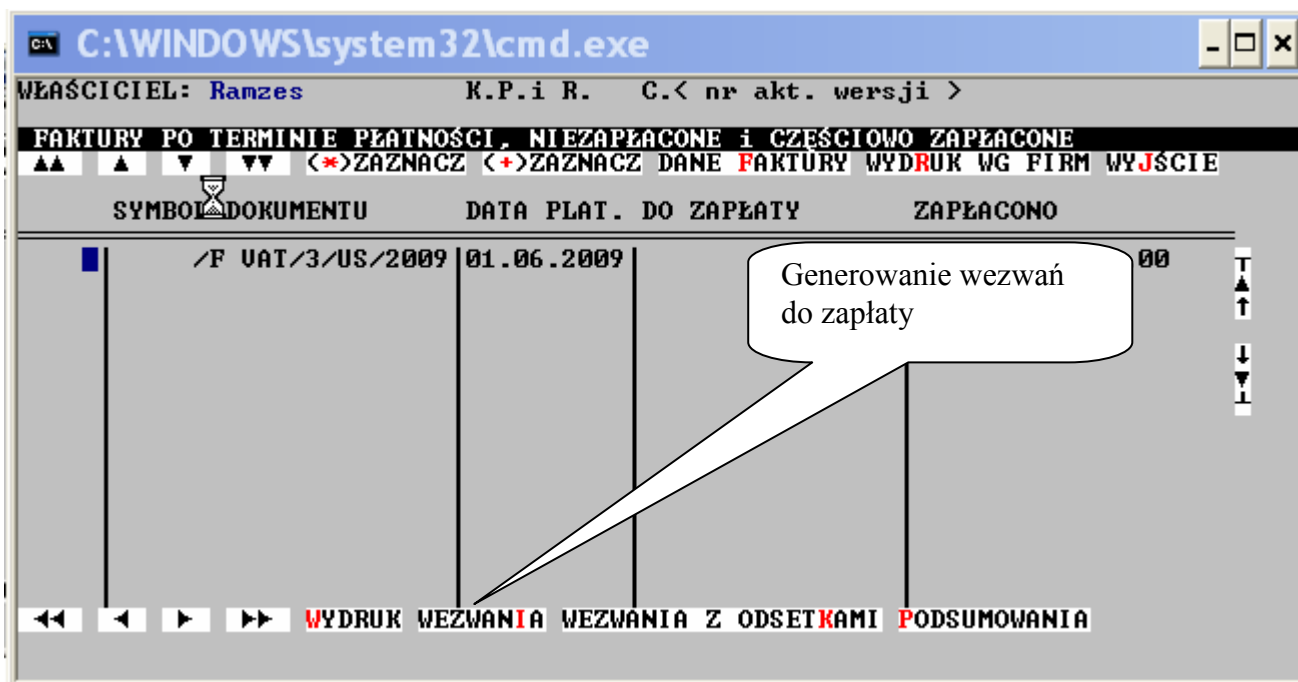 C:\WINDOWS\system32\cmd.exe
WŁAŚCICIEL: Ramzes K.P.i R. C.< nr akt. wersji >
FAKTURY PO TERMINIE PŁATNOŚCI, NIEZAPŁACONE i CZĘŚCIOWO ZAPŁACONE
(*)ZAZNACZ (+)ZAZNACZ DANE FAKTURY WYDRUK WG FIRM WYJŚCIE
SYMBOL DOKUMENTU DATA PLAT. DO ZAPŁATY ZAPŁACONO
/F VAT/3/US/2009 01.06.2009 00
Generowanie wezwań
do zapłaty
WYDRUK WEZWANIA WEZWANIA Z ODSETKAMI PODSUMOWANIA